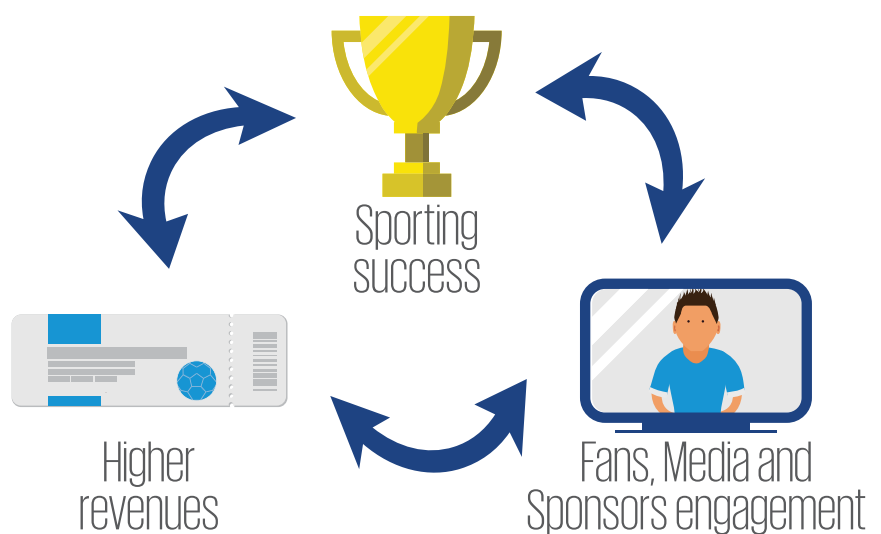 Sporting
success
Higher
revenues
Fans, Media and
Sponsors engagement